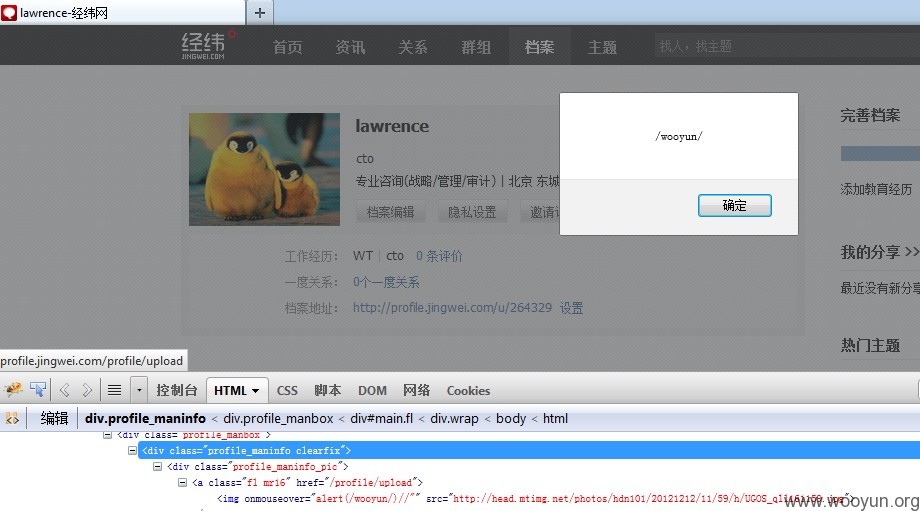 lawrence-经纬网
经纬
JINGWEI.COM
首页 资讯 关系 群组 档案 主题 找人，找主题
lawrence
cto
专业咨询(战略/管理/审计) | 北京 东城
档案编辑 隐私设置 邀请
工作经历： WT | cto 0 条评价
一度关系： 0个一度关系
档案地址： http://profile.jingwei.com/u/264329 设置
/wooyun/
确定
完善档案
添加教育经历
我的分享 >>
最近没有新分享
热门主题
profile.jingwei.com/profile/upload
控制台 HTML CSS 脚本 DOM 网络 Cookies
编辑 div.profile_maninfo < div.profile_manbox < div#main.fl < div.wrap < body < html
<div class="profile_manbox">
<div class="profile_maninfo clearfix">
<div class="profile_maninfo_pic">
<a class="fl mr16" href="/profile/upload">
<img onmouseover="alert(/wooyun/)//"" src="http://head.mtimg.net/photos/hdn101/20121212/11/59/h/
www.wooyun.org